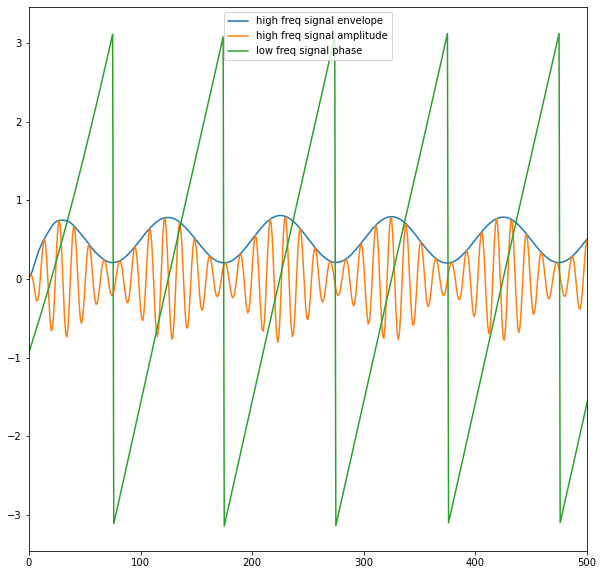 high freq signal envelope
high freq signal amplitude
low freq signal phase
3
2
1
0
−1
−2
−3
0 100 200 300 400 500